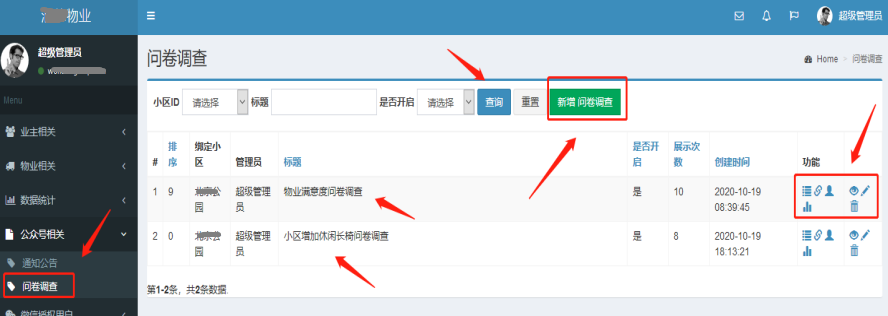 物业
超级管理员
超级管理员
Menu
业主相关
物业相关
数据统计
公众号相关
通知公告
问卷调查
微信授权用户
问卷调查
Home > 问卷调查
小区ID 请选择 标题 是否开启 请选择 查询 重置 新增 问卷调查
# 排序 绑定小区 管理员 标题 是否开启 展示次数 创建时间 功能
1 9 公园 超级管理员 物业满意度问卷调查 是 10 2020-10-19 08:39:45
2 0 公园 超级管理员 小区增加休闲长椅问卷调查 是 8 2020-10-19 18:13:21
第1-2条，共2条数据.